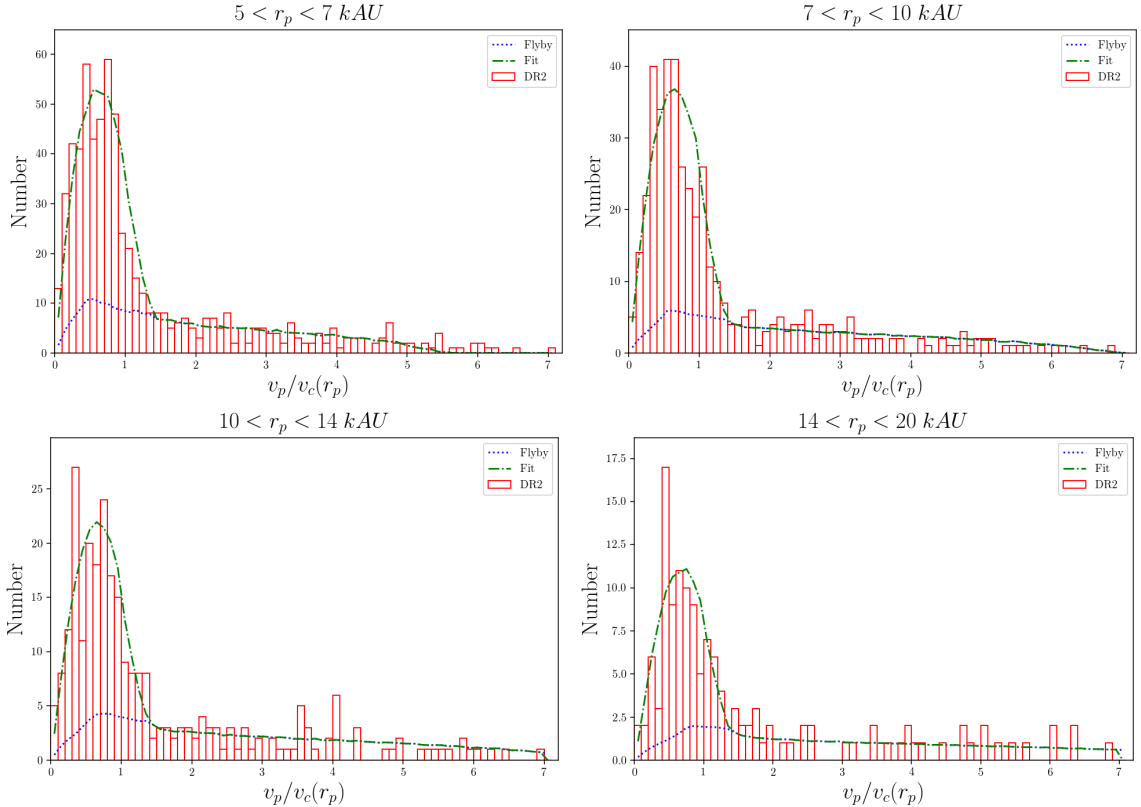 5 < r_p < 7 kAU
Number
60
50
40
30
20
10
0
Flyby
Fit
DR2
0 1 2 3 4 5 6 7
v_p/v_c(r_p)
7 < r_p < 10 kAU
Number
40
30
20
10
0
Flyby
Fit
DR2
0 1 2 3 4 5 6 7
v_p/v_c(r_p)
10 < r_p < 14 kAU
Number
25
20
15
10
5
0
Flyby
Fit
DR2
0 1 2 3 4 5 6 7
v_p/v_c(r_p)
14 < r_p < 20 kAU
Number
17.5
15.0
12.5
10.0
7.5
5.0
2.5
0.0
Flyby
Fit
DR2
0 1 2 3 4 5 6 7
v_p/v_c(r_p)